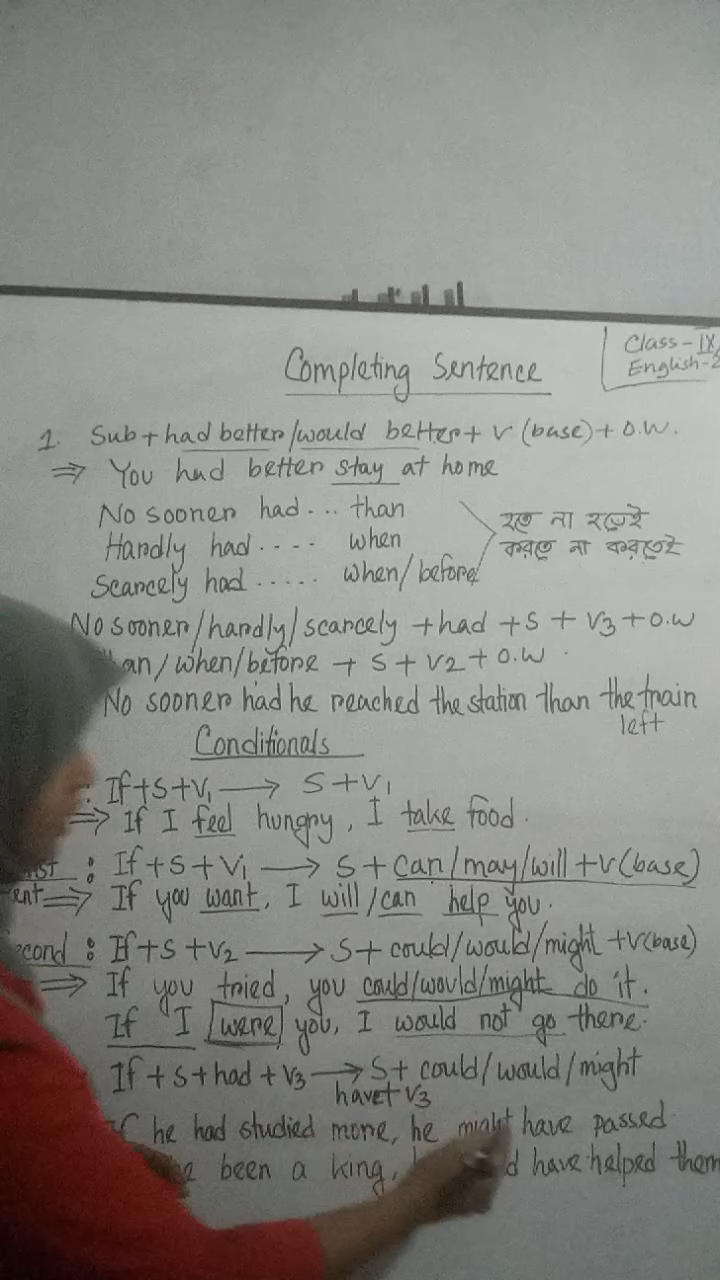 Class-IX
English-2
Completing Sentence
1. Sub + had better/would better + v (base) + O.W.
⇒ You had better stay at home
No sooner had... than
Hardly had.... when
Scarcely had..... when/before
হতে না হতেই
করতে না করতেই
No sooner/hardly/scarcely +had +S + V3 + O.W
/when/before + S + V2 + O.W.
No sooner had he reached the station than the train
left
Conditionals
: If+S+V1 → S+V1
⇒ If I feel hungry, I take food.
: If + S + V1 → S + can/may/will +v(base)
⇒ If you want, I will/can help you.
: If + S + V2 → S + could/would/might +v(base)
⇒ If you tried, you could/would/might do it.
If I were you, I would not go there.
If + S + had + V3 → S + could/would/might
have+ V3
he had studied more, he might have passed.
been a king, have helped them